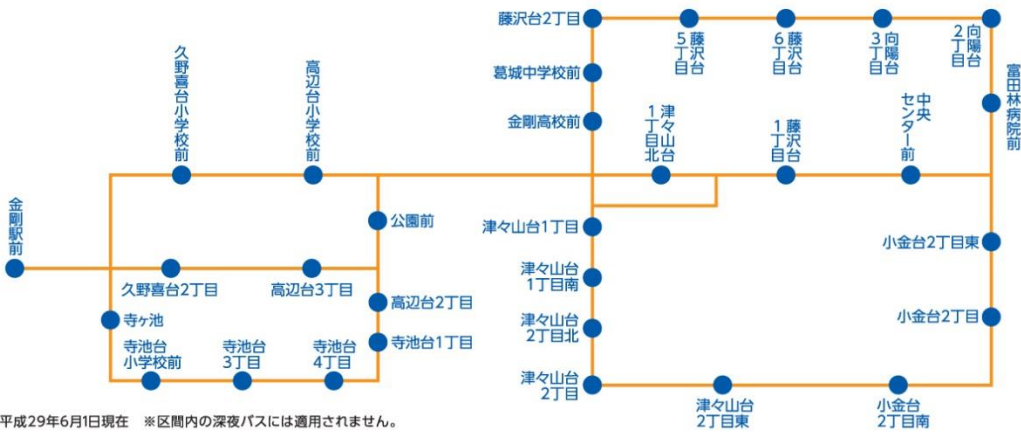 藤沢台2丁目
藤沢台
5丁目
藤沢台
6丁目
向陽台
3丁目
向陽台
2丁目
久野喜台小学校前
高辺台小学校前
葛城中学校前
富田林病院前
金剛高校前
津々山台
1丁目北
藤沢台
1丁目
中央
センター前
金剛駅前
公園前
津々山台1丁目
小金台2丁目東
久野喜台2丁目
高辺台3丁目
津々山台
1丁目南
高辺台2丁目
寺ヶ池
津々山台
2丁目北
小金台2丁目
寺池台
小学校前
寺池台
3丁目
寺池台
4丁目
寺池台1丁目
津々山台
2丁目
津々山台
2丁目東
小金台
2丁目南
平成29年6月1日現在　※区間内の深夜バスには適用されません。